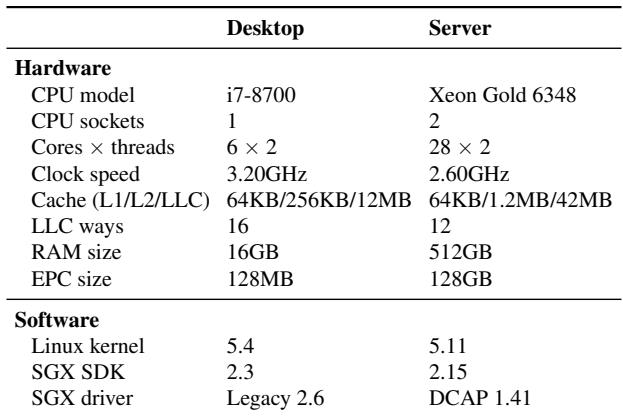 Desktop Server
Hardware
CPU model i7-8700 Xeon Gold 6348
CPU sockets 1 2
Cores × threads 6 × 2 28 × 2
Clock speed 3.20GHz 2.60GHz
Cache (L1/L2/LLC) 64KB/256KB/12MB 64KB/1.2MB/42MB
LLC ways 16 12
RAM size 16GB 512GB
EPC size 128MB 128GB
Software
Linux kernel 5.4 5.11
SGX SDK 2.3 2.15
SGX driver Legacy 2.6 DCAP 1.41